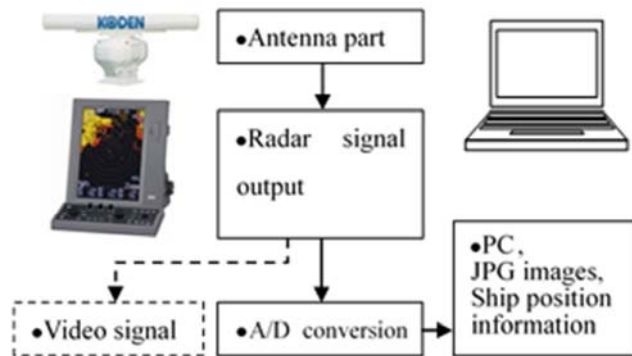 KODEN
●Antenna part
●Radar signal
output
●Video signal
●A/D conversion
●PC,
JPG images,
Ship position
information